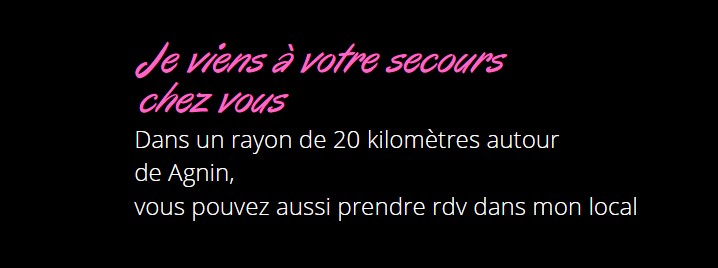 Je viens à votre secours
chez vous
Dans un rayon de 20 kilomètres autour
de Agnin,
vous pouvez aussi prendre rdv dans mon local